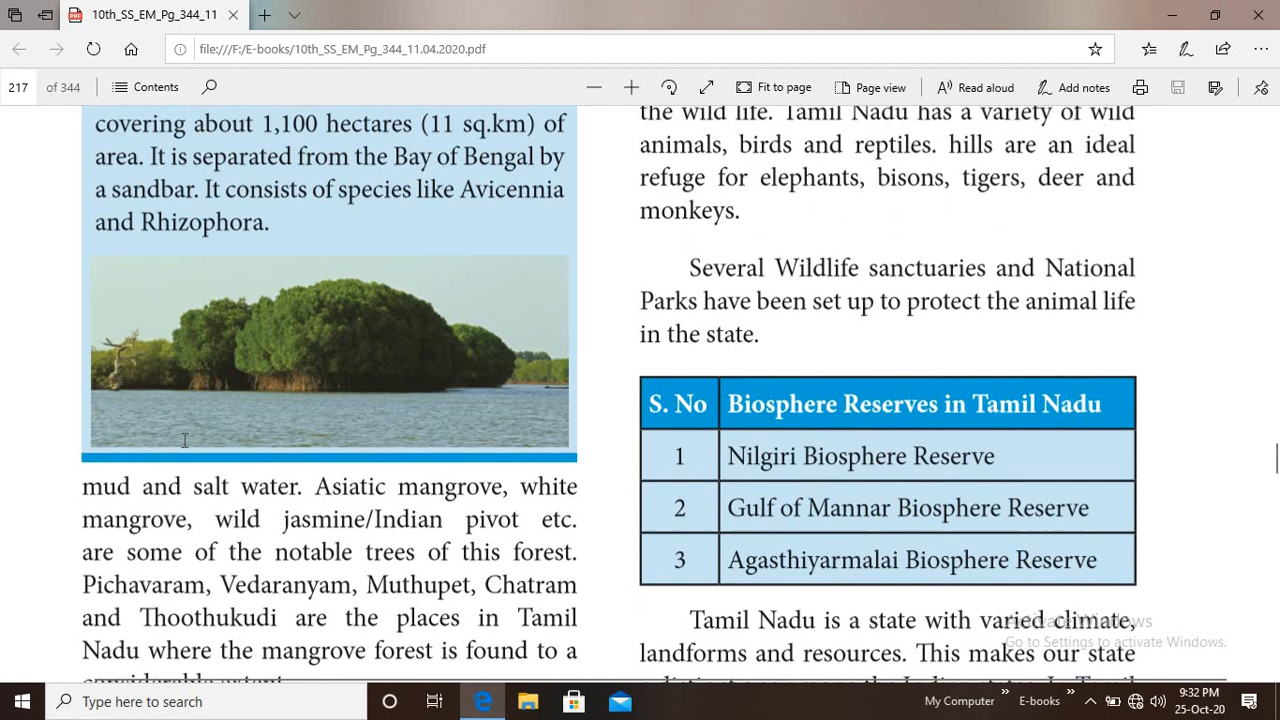 10th_SS_EM_Pg_344_11
file:///F:/E-books/10th_SS_EM_Pg_344_11.04.2020.pdf
217 of 344
Contents
Fit to page
Page view
Read aloud
Add notes
covering about 1,100 hectares (11 sq.km) of
area. It is separated from the Bay of Bengal by
a sandbar. It consists of species like Avicennia
and Rhizophora.
mud and salt water. Asiatic mangrove, white
mangrove, wild jasmine/Indian pivot etc.
are some of the notable trees of this forest.
Pichavaram, Vedaranyam, Muthupet, Chatram
and Thoothukudi are the places in Tamil
Nadu where the mangrove forest is found to a
considerable extent
the wild life. Tamil Nadu has a variety of wild
animals, birds and reptiles. hills are an ideal
refuge for elephants, bisons, tigers, deer and
monkeys.
Several Wildlife sanctuaries and National
Parks have been set up to protect the animal life
in the state.
S. No Biosphere Reserves in Tamil Nadu
1 Nilgiri Biosphere Reserve
2 Gulf of Mannar Biosphere Reserve
3 Agasthiyarmalai Biosphere Reserve
Tamil Nadu is a state with varied climate,
landforms and resources. This makes our state
Activate Windows
Go to Settings to activate Windows.
Type here to search
My Computer
E-books
9:32 PM
25-Oct-20